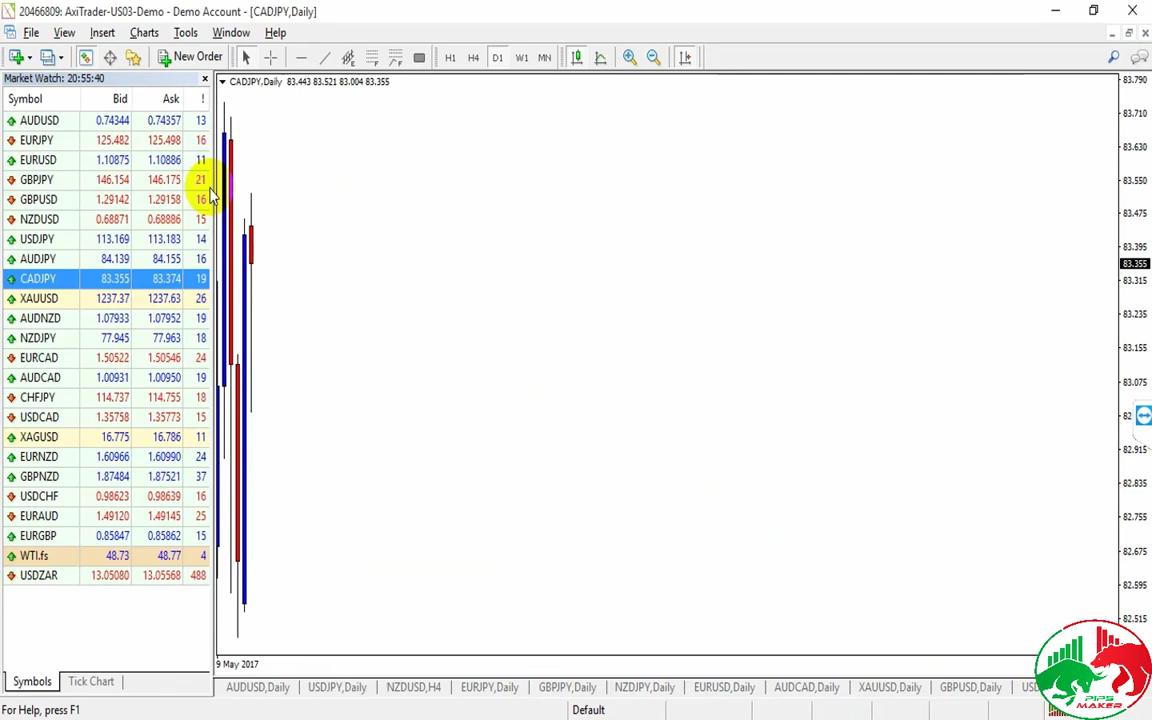 20466809: AxiTrader-US03-Demo - Demo Account - [CADJPY,Daily]
File View Insert Charts Tools Window Help
New Order H1 H4 D1 W1 MN
Market Watch: 20:55:40
Symbol Bid Ask !
AUDUSD 0.74344 0.74357 13
EURJPY 125.482 125.498 16
EURUSD 1.10875 1.10886 11
GBPJPY 146.154 146.175 21
GBPUSD 1.29142 1.29158 16
NZDUSD 0.68871 0.68886 15
USDJPY 113.169 113.183 14
AUDJPY 84.139 84.155 16
CADJPY 83.355 83.374 19
XAUUSD 1237.37 1237.63 26
AUDNZD 1.07933 1.07952 19
NZDJPY 77.945 77.963 18
EURCAD 1.50522 1.50546 24
AUDCAD 1.00931 1.00950 19
CHFJPY 114.737 114.755 18
USDCAD 1.35758 1.35773 15
XAGUSD 16.775 16.786 11
EURNZD 1.60966 1.60990 24
GBPNZD 1.87484 1.87521 37
USDCHF 0.98623 0.98639 16
EURAUD 1.49120 1.49145 25
EURGBP 0.85847 0.85862 15
WTI.fs 48.73 48.77 4
USDZAR 13.05080 13.05568 488
Symbols Tick Chart
CADJPY,Daily 83.443 83.521 83.004 83.355
83.790
83.710
83.630
83.550
83.475
83.395
83.355
83.315
83.235
83.155
83.075
82
82.915
82.835
82.755
82.675
82.595
82.515
9 May 2017
AUDUSD,Daily USDJPY,Daily NZDUSD,H4 EURJPY,Daily GBPJPY,Daily NZDJPY,Daily EURUSD,Daily AUDCAD,Daily XAUUSD,Daily GBPUSD,Daily
For Help, press F1 Default
PIPS
MAKER